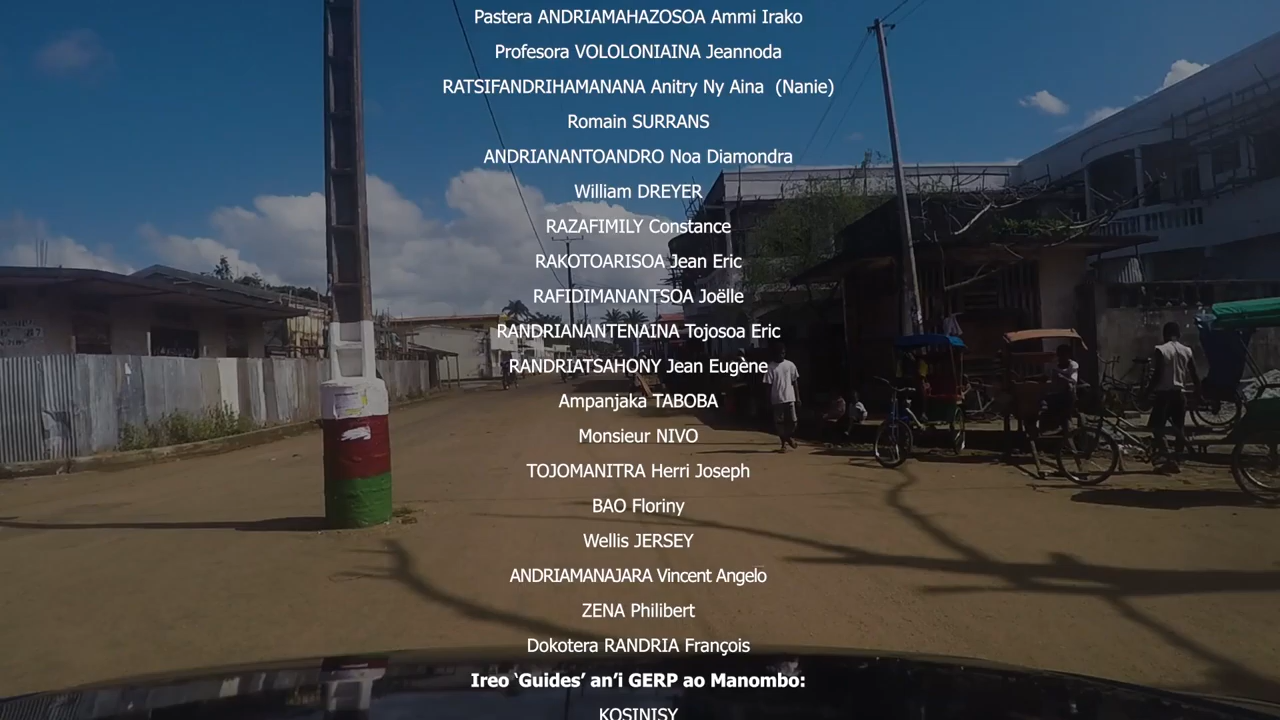 Pastera ANDRIAMAHAZOSOA Ammi Irako
Profesora VOLOLONIAINA Jeannoda
RATSIFANDRIHAMANANA Anitry Ny Aina (Nanie)
Romain SURRANS
ANDRIANANTOANDRO Noa Diamondra
William DREYER
RAZAFIMILY Constance
RAKOTOARISOA Jean Eric
RAFIDIMANANTSOA Joëlle
RANDRIANANTENAINA Tojosoa Eric
RANDRIATSAHONY Jean Eugène
Ampanjaka TABOBA
Monsieur NIVO
TOJOMANITRA Herri Joseph
BAO Floriny
Wellis JERSEY
ANDRIAMANAJARA Vincent Angelo
ZENA Philibert
Dokotera RANDRIA François
Ireo ‘Guides’ an’i GERP ao Manombo:
KOSINISY